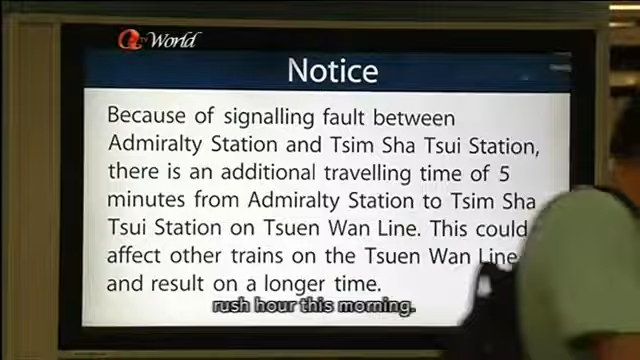 TV World
Notice
Because of signalling fault between
Admiralty Station and Tsim Sha Tsui Station,
there is an additional travelling time of 5
minutes from Admiralty Station to Tsim Sha
Tsui Station on Tsuen Wan Line. This could
affect other trains on the Tsuen Wan Line
and result on a longer time.
rush hour this morning.